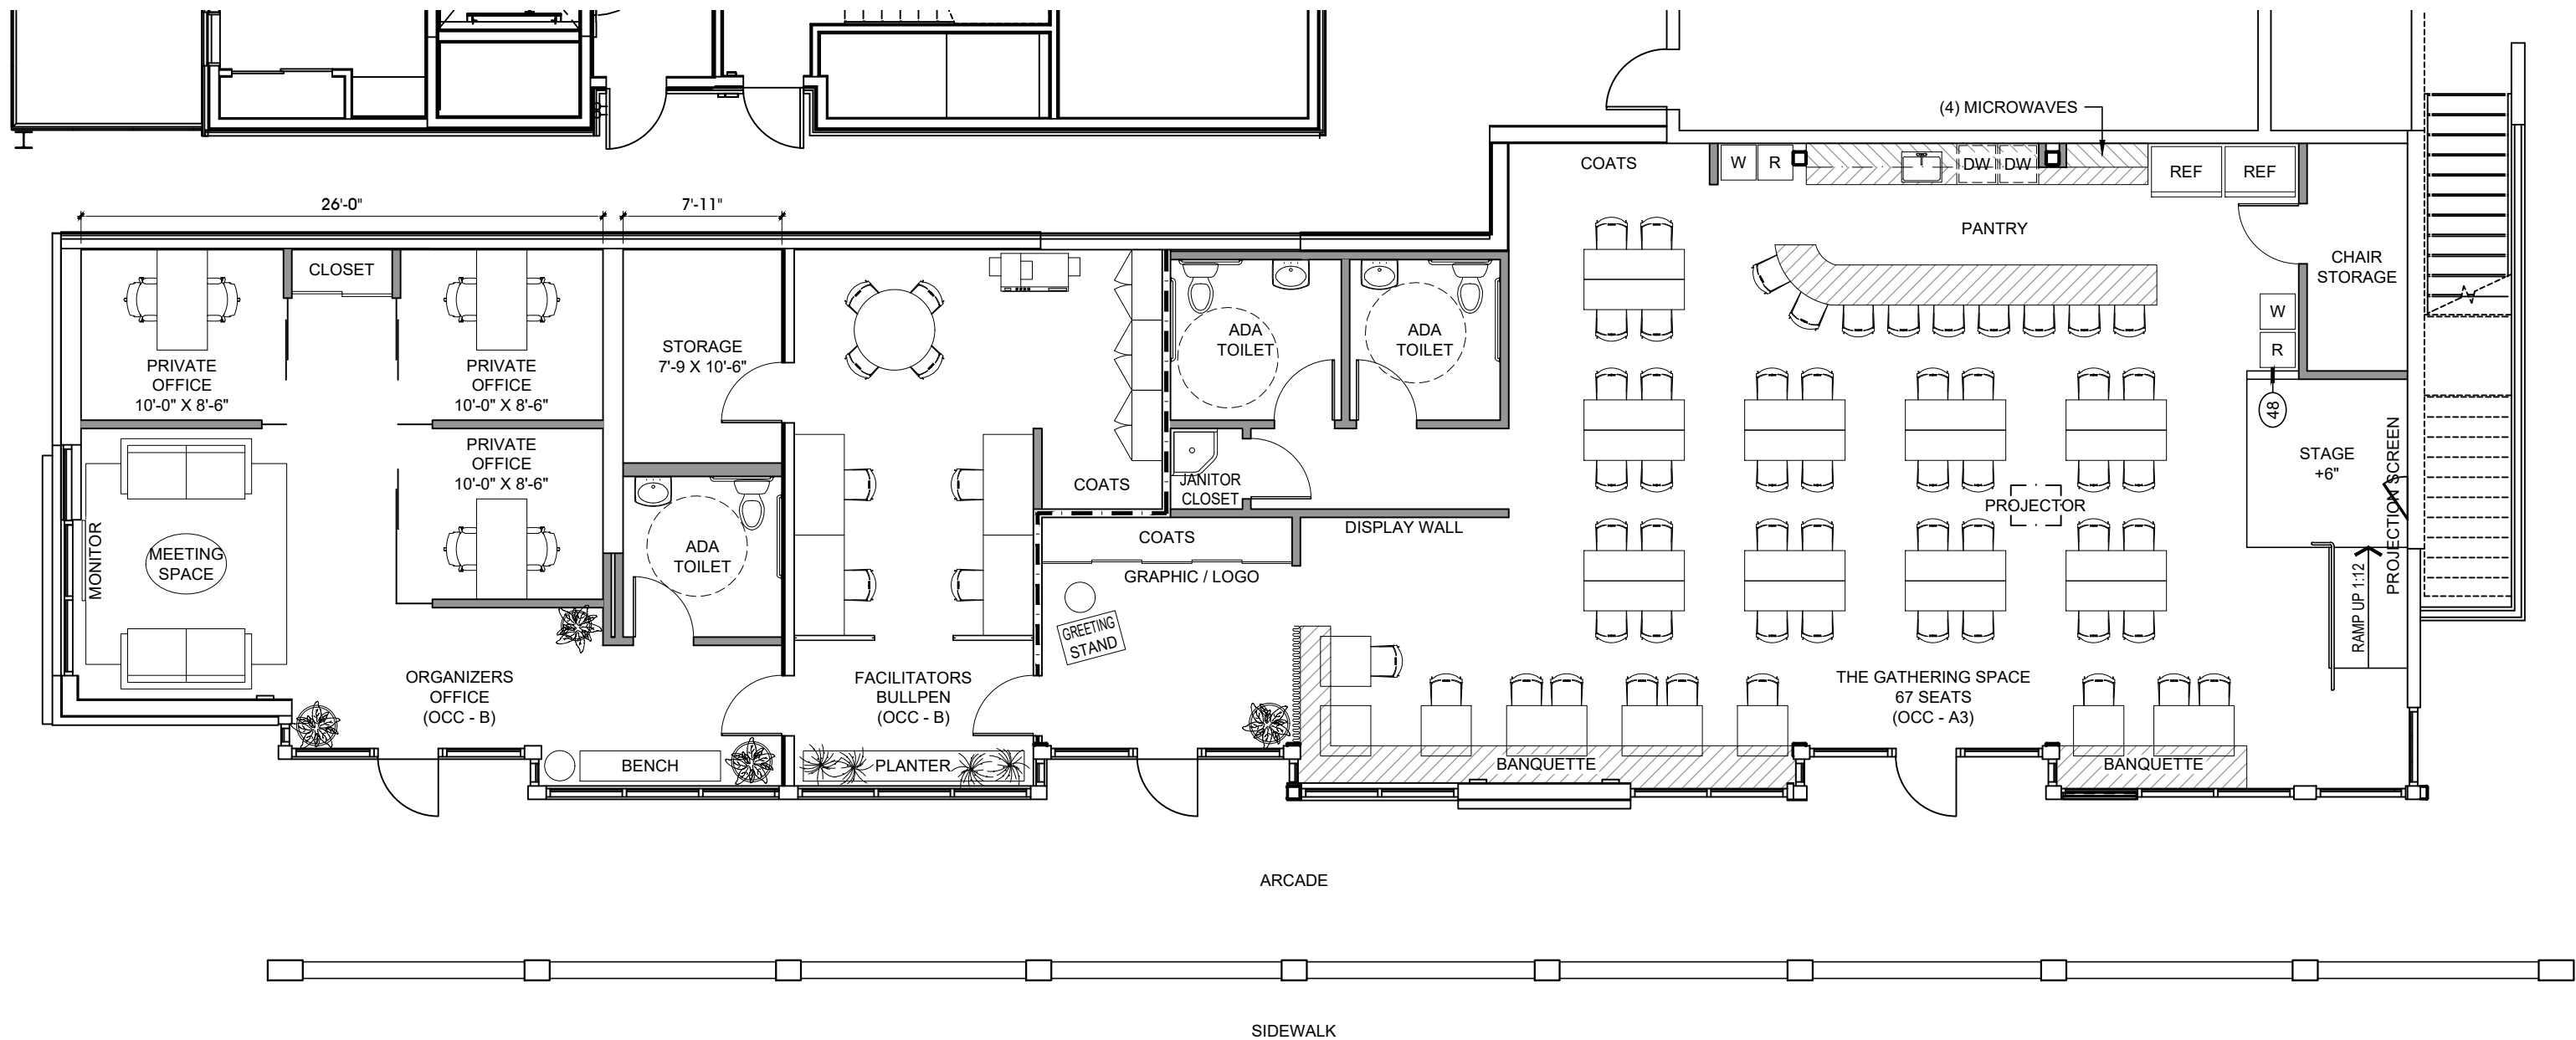 (4) MICROWAVES
COATS
W
R
DW
DW
REF
REF
26'-0"
7'-11"
PANTRY
CLOSET
CHAIR
STORAGE
PRIVATE
OFFICE
10'-0" X 8'-6"
PRIVATE
OFFICE
10'-0" X 8'-6"
STORAGE
7'-9 X 10'-6"
ADA
TOILET
ADA
TOILET
W
R
48
PRIVATE
OFFICE
10'-0" X 8'-6"
COATS
JANITOR
CLOSET
STAGE
+6"
PROJECTION SCREEN
PROJECTOR
MONITOR
MEETING
SPACE
ADA
TOILET
COATS
DISPLAY WALL
GRAPHIC / LOGO
GREETING
STAND
RAMP UP 1:12
ORGANIZERS
OFFICE
(OCC - B)
FACILITATORS
BULLPEN
(OCC - B)
THE GATHERING SPACE
67 SEATS
(OCC - A3)
BENCH
PLANTER
BANQUETTE
BANQUETTE
ARCADE
SIDEWALK